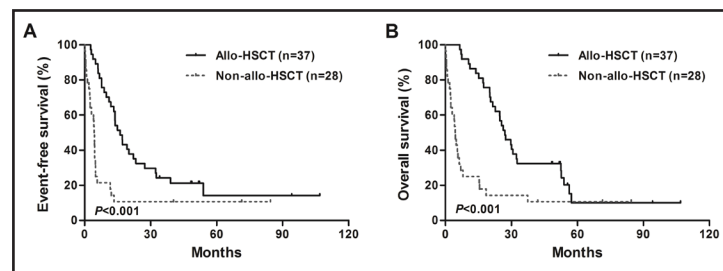 A
Allo-HSCT (n=37)
Non-allo-HSCT (n=28)
Event-free survival (%)
100
80
60
40
20
0
P<0.001
0 30 60 90 120
Months
B
Allo-HSCT (n=37)
Non-allo-HSCT (n=28)
Overall survival (%)
100
80
60
40
20
0
P<0.001
0 30 60 90 120
Months